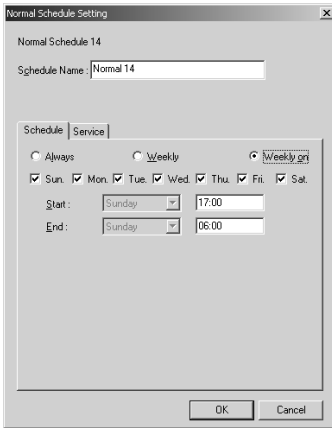 Normal Schedule Setting
Normal Schedule 14
Schedule Name : Normal 14
Schedule Service
Always Weekly Weekly on
Sun. Mon. Tue. Wed. Thu. Fri. Sat.
Start : Sunday 17:00
End : Sunday 06:00
OK Cancel